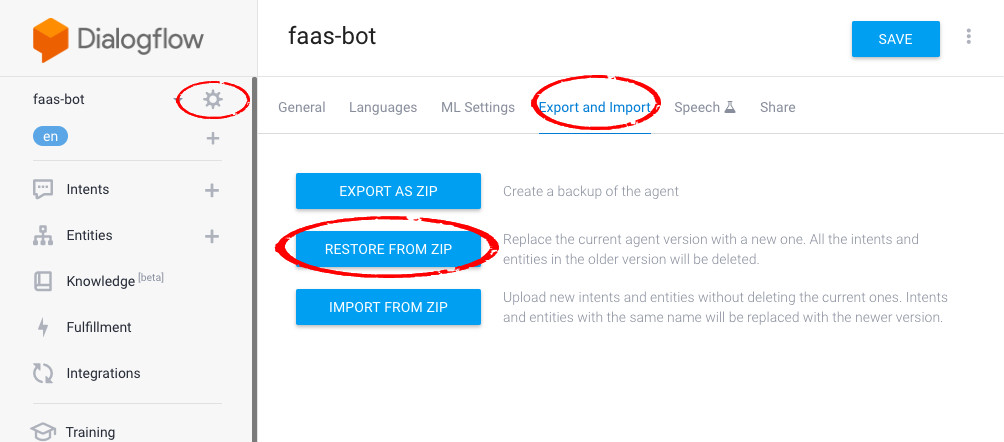 Dialogflow
faas-bot
en
Intents
Entities
Knowledge [beta]
Fulfillment
Integrations
Training
faas-bot
SAVE
General Languages ML Settings Export and Import Speech Share
EXPORT AS ZIP
Create a backup of the agent
RESTORE FROM ZIP
Replace the current agent version with a new one. All the intents and
entities in the older version will be deleted.
IMPORT FROM ZIP
Upload new intents and entities without deleting the current ones. Intents
and entities with the same name will be replaced with the newer version.